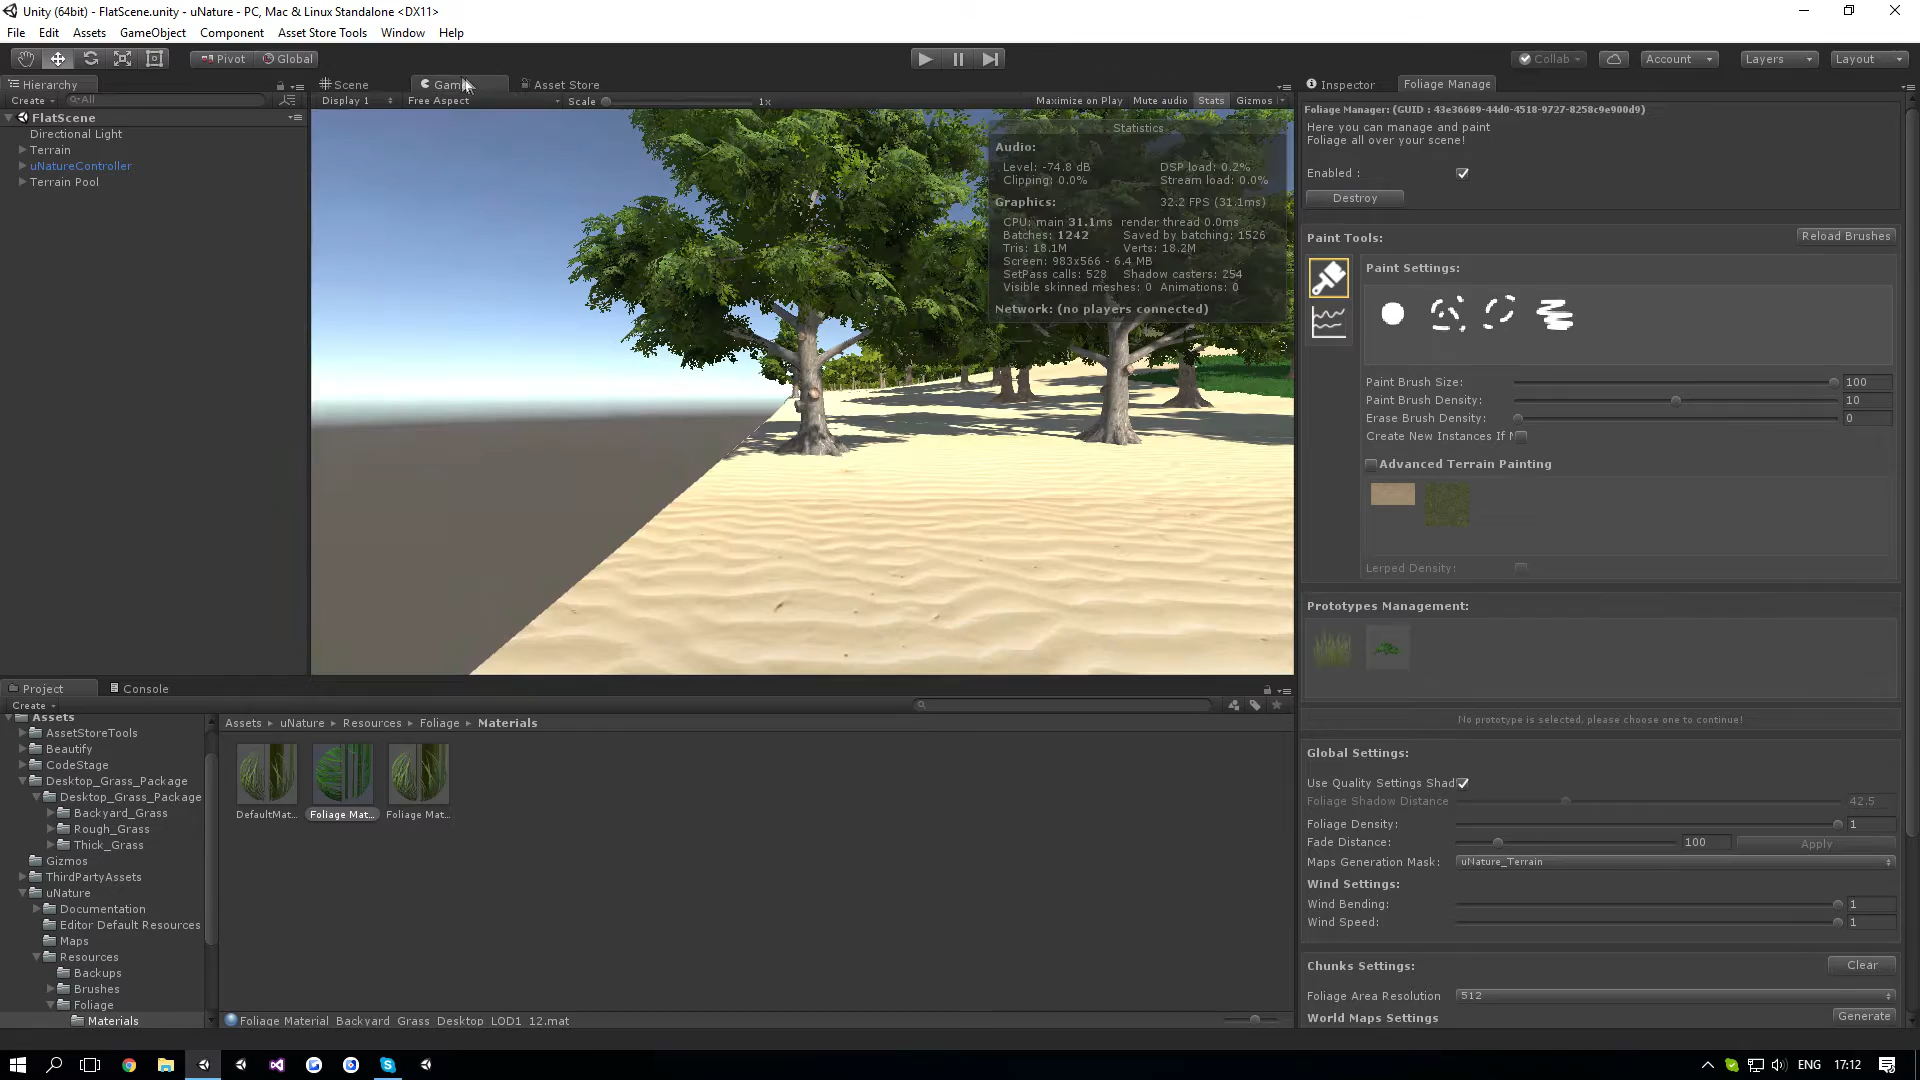 Unity (64bit) - FlatScene.unity - uNature - PC, Mac & Linux Standalone <DX11>
File Edit Assets GameObject Component Asset Store Tools Window Help
Pivot Global Collab Account Layers Layout
Hierarchy
Create All
FlatScene
Directional Light
Terrain
uNatureController
Terrain Pool
Scene Game Asset Store
Display 1 Free Aspect Scale 1x Maximize on Play Mute audio Stats Gizmos
Statistics
Audio:
Level: -74.8 dB DSP load: 0.2%
Clipping: 0.0% Stream load: 0.0%
Graphics: 32.2 FPS (31.1ms)
CPU: main 31.1ms render thread 0.0ms
Batches: 1242 Saved by batching: 1526
Tris: 18.1M Verts: 18.2M
Screen: 983x566 - 6.4 MB
SetPass calls: 528 Shadow casters: 254
Visible skinned meshes: 0 Animations: 0
Network: (no players connected)
Inspector Foliage Manage
Foliage Manager: (GUID : 43e36689-44d0-4518-9727-8258c9e900d9)
Here you can manage and paint
Foliage all over your scene!
Enabled :
Destroy
Paint Tools: Reload Brushes
Paint Settings:
Paint Brush Size: 100
Paint Brush Density: 10
Erase Brush Density: 0
Create New Instances If
Advanced Terrain Painting
Lerped Density:
Prototypes Management:
No prototype is selected, please choose one to continue!
Global Settings:
Use Quality Settings Shad
Foliage Shadow Distance 42.5
Foliage Density: 1
Fade Distance: 100 Apply
Maps Generation Mask: uNature_Terrain
Wind Settings:
Wind Bending: 1
Wind Speed: 1
Chunks Settings: Clear
Foliage Area Resolution 512
World Maps Settings Generate
Project Console
Create
Assets
AssetStoreTools
Beautify
CodeStage
Desktop_Grass_Package
Desktop_Grass_Package
Backyard_Grass
Rough_Grass
Thick_Grass
Gizmos
ThirdPartyAssets
uNature
Documentation
Editor Default Resources
Maps
Resources
Backups
Brushes
Foliage
Materials
Assets ▸ uNature ▸ Resources ▸ Foliage ▸ Materials
DefaultMat... Foliage Mat... Foliage Mat...
Foliage Material_Backyard_Grass_Desktop_LOD1_12.mat
ENG 17:12